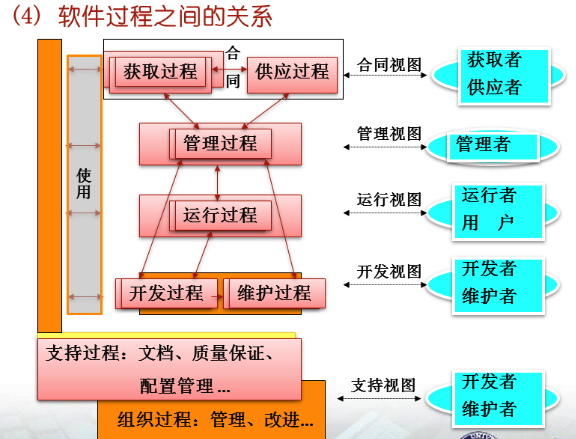 (4) 软件过程之间的关系
获取过程
合
同
供应过程
合同视图
获取者
供应者
管理过程
管理视图
管理者
使
用
运行过程
运行视图
运行者
用 户
开发过程
维护过程
开发视图
开发者
维护者
支持过程：文档、质量保证、
配置管理...
支持视图
开发者
维护者
组织过程：管理、改进...